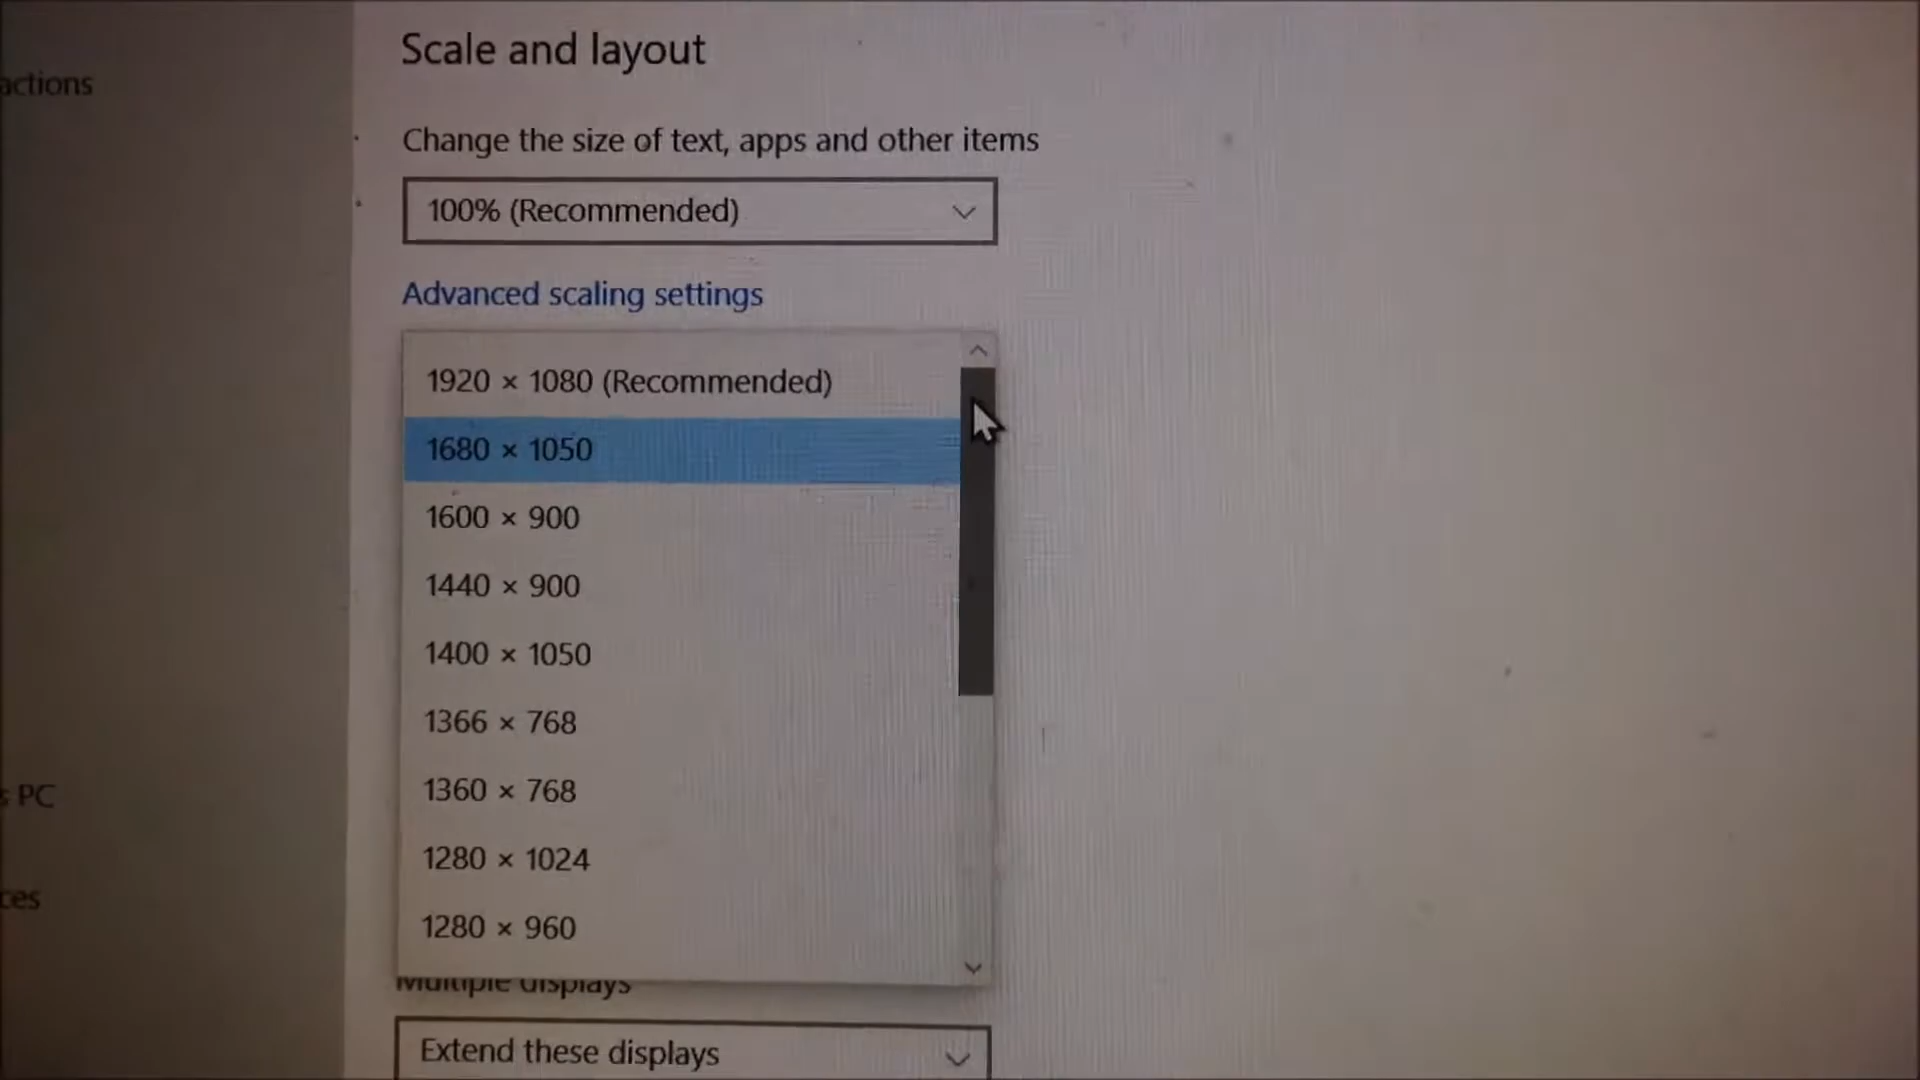 Scale and layout
actions
Change the size of text, apps and other items
100% (Recommended)
Advanced scaling settings
1920 × 1080 (Recommended)
1680 × 1050
1600 × 900
1440 × 900
1400 × 1050
1366 × 768
1360 × 768
s PC
1280 × 1024
ces
1280 × 960
Multiple displays
Extend these displays